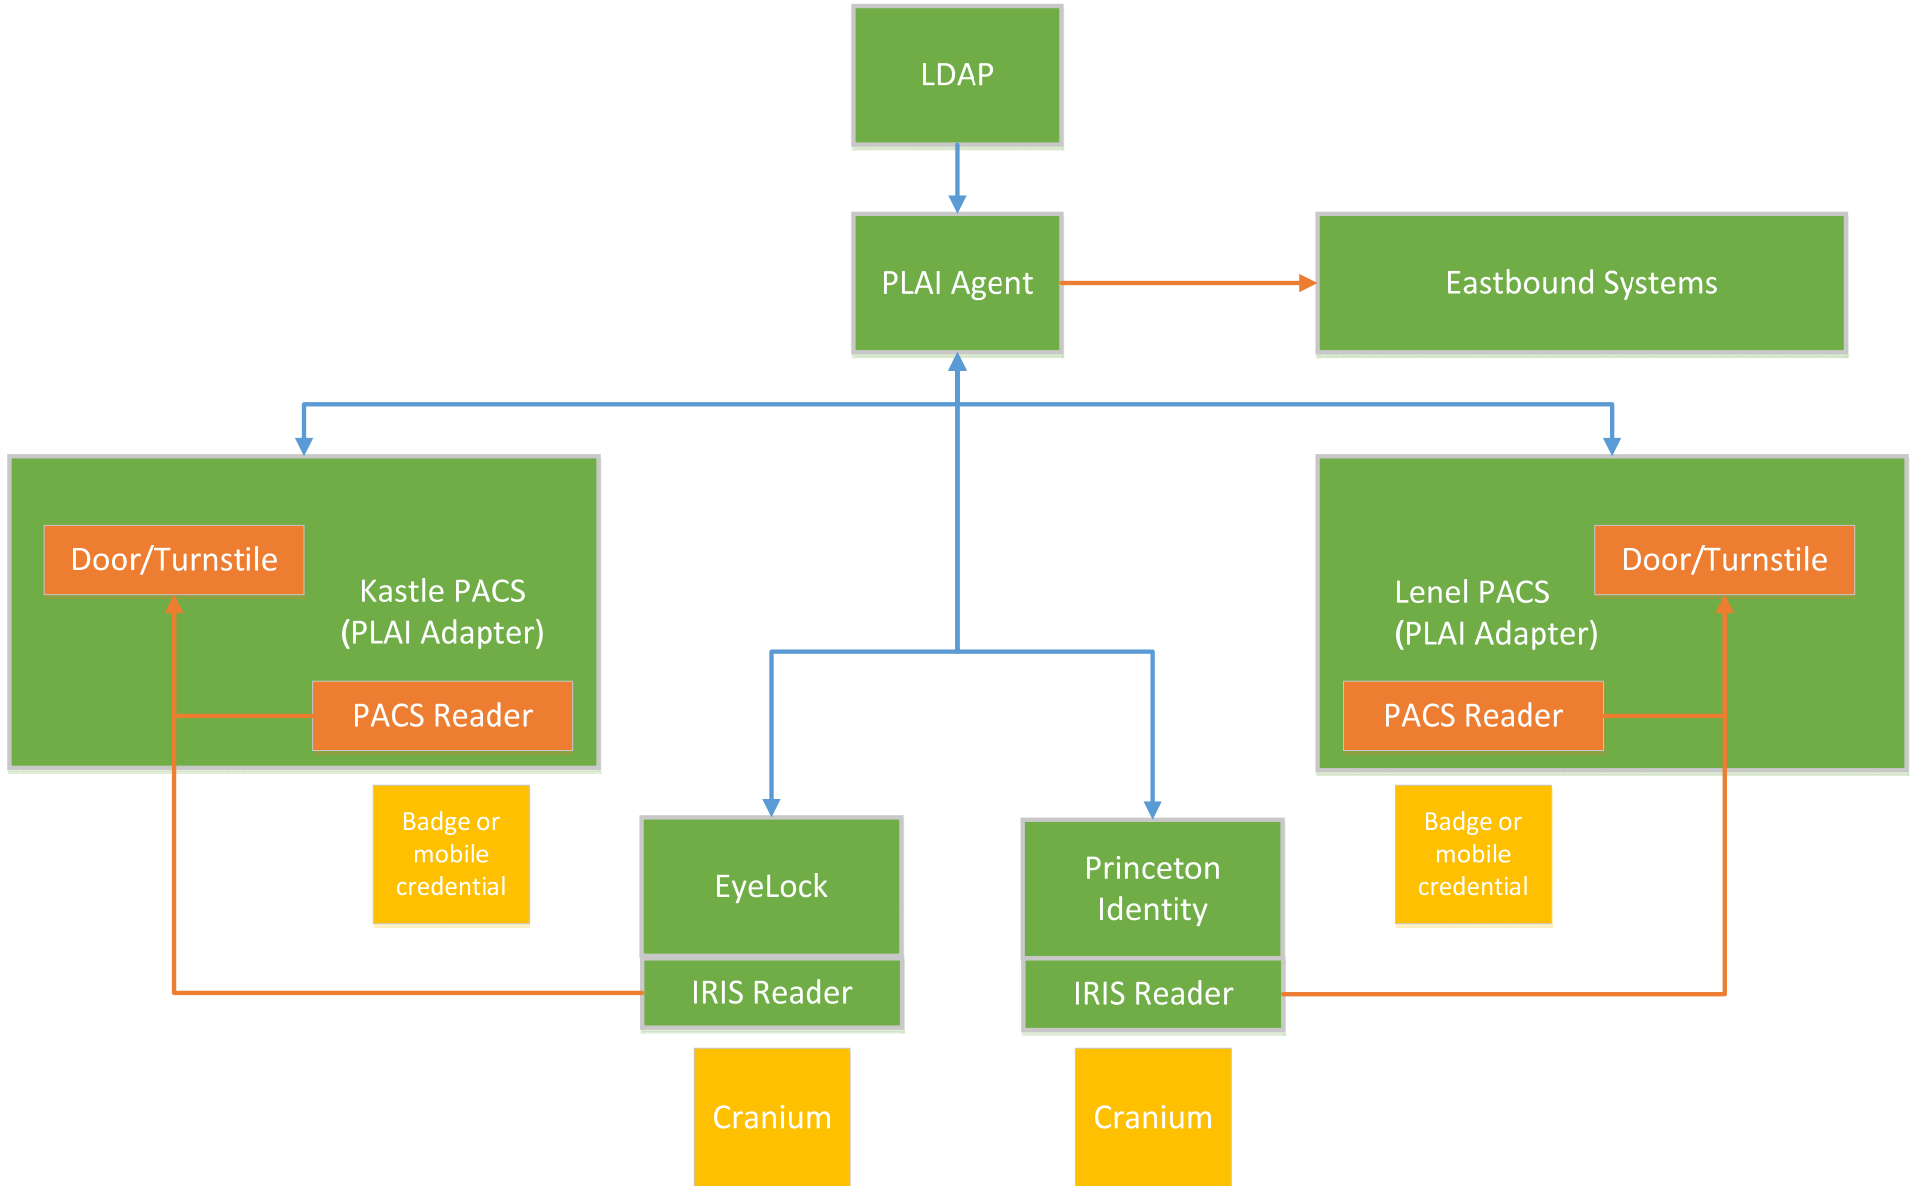 LDAP
PLAI Agent
Eastbound Systems
Door/Turnstile
Kastle PACS
(PLAI Adapter)
PACS Reader
Door/Turnstile
Lenel PACS
(PLAI Adapter)
PACS Reader
Badge or
mobile
credential
Badge or
mobile
credential
EyeLock
IRIS Reader
Princeton
Identity
IRIS Reader
Cranium
Cranium